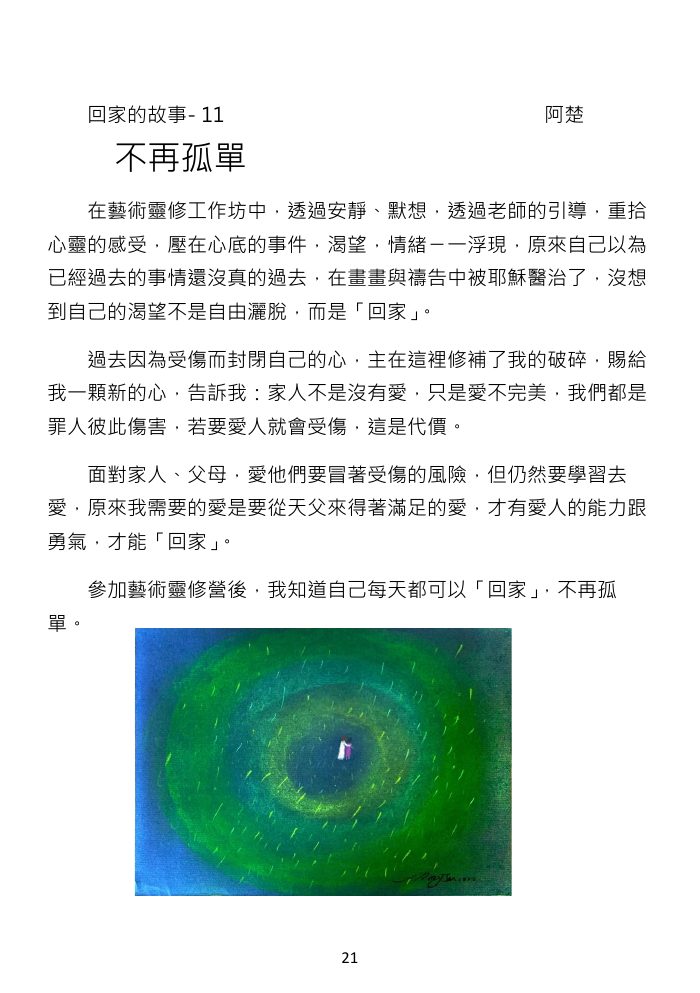 回家的故事- 11 阿楚
不再孤單
在藝術靈修工作坊中，透過安靜、默想，透過老師的引導，重拾
心靈的感受，壓在心底的事件，渴望，情緒－一浮現，原來自己以為
已經過去的事情還沒真的過去，在畫畫與禱告中被耶穌醫治了，沒想
到自己的渴望不是自由灑脫，而是「回家」。
過去因為受傷而封閉自己的心，主在這裡修補了我的破碎，賜給
我一顆新的心，告訴我：家人不是沒有愛，只是愛不完美，我們都是
罪人彼此傷害，若要愛人就會受傷，這是代價。
面對家人、父母，愛他們要冒著受傷的風險，但仍然要學習去
愛，原來我需要的愛是要從天父來得著滿足的愛，才有愛人的能力跟
勇氣，才能「回家」。
參加藝術靈修營後，我知道自己每天都可以「回家」，不再孤
單。
21